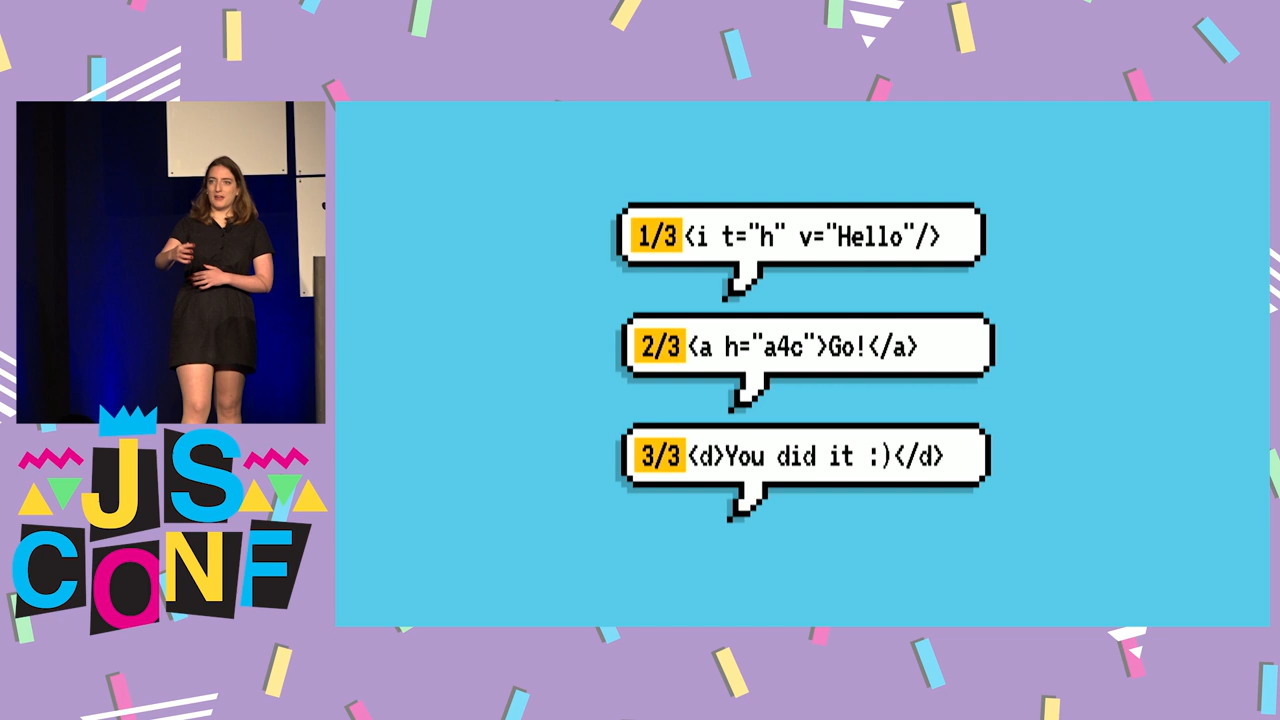 1/3 <i t="h" v="Hello"/>
2/3 <a h="a4c">Go!</a>
3/3 <d>You did it :)</d>
JS
CONF